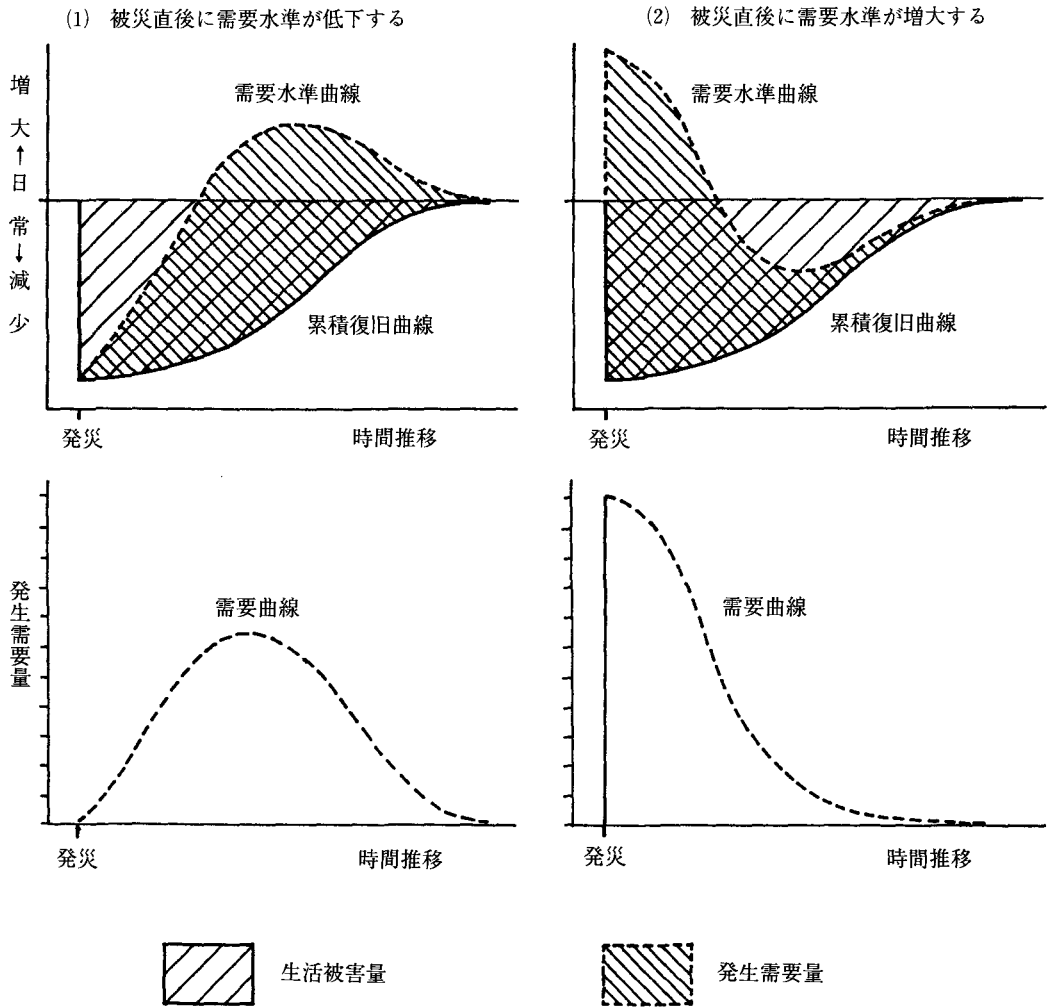 (1) 被災直後に需要水準が低下する
(2) 被災直後に需要水準が増大する
増大↑日常↓減少
需要水準曲線
累積復旧曲線
発災
時間推移
需要水準曲線
累積復旧曲線
発災
時間推移
発生需要量
需要曲線
発災
時間推移
需要曲線
発災
時間推移
生活被害量
発生需要量